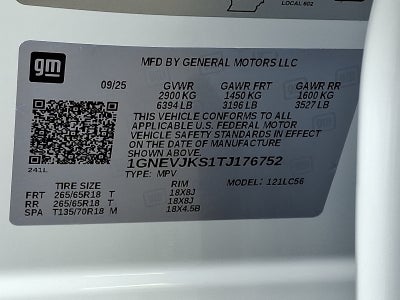 LOCAL 602
gm
MFD BY GENERAL MOTORS LLC
09/25 GVWR GAWR FRT GAWR RR
2900 KG 1450 KG 1600 KG
6394 LB 3196 LB 3527 LB
THIS VEHICLE CONFORMS TO ALL
APPLICABLE U.S. FEDERAL MOTOR
VEHICLE SAFETY STANDARDS IN EFFECT
ON THE DATE OF MANUFACTURE
1GNEVJKS1TJ176752
241L TYPE: MPV
TIRE SIZE RIM MODEL: 121LC56
FRT 265/65R18 T 18X8J
RR 265/65R18 T 18X8J
SPA T135/70R18 M 18X4.5B